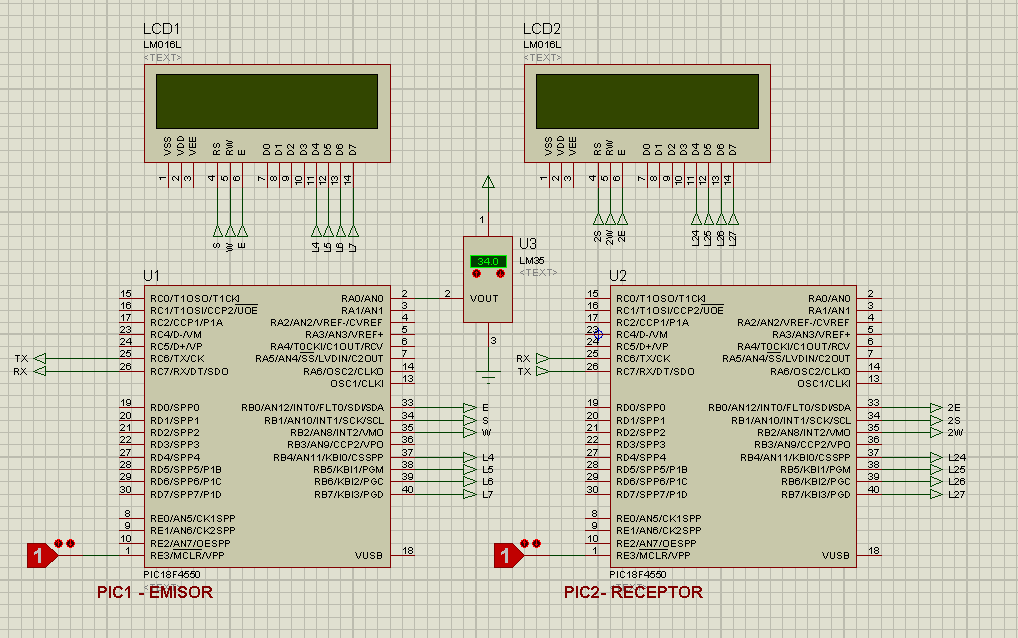 LCD1
LM016L
<TEXT>
VSS VDD VEE RS RW E D0 D1 D2 D3 D4 D5 D6 D7
1 2 3 4 5 6 7 8 9 10 11 12 13 14
S W E L4 L5 L6 L7
LCD2
LM016L
<TEXT>
VSS VDD VEE RS RW E D0 D1 D2 D3 D4 D5 D6 D7
1 2 3 4 5 6 7 8 9 10 11 12 13 14
2S 2W 2E L24 L25 L26 L27
1
U3
LM35
<TEXT>
34.0
2 VOUT
3
U1
15 RC0/T1OSO/T1CKI RA0/AN0 2
16 RC1/T1OSI/CCP2/UOE RA1/AN1 3
17 RC2/CCP1/P1A RA2/AN2/VREF-/CVREF 4
23 RC4/D-/VM RA3/AN3/VREF+ 5
24 RC5/D+/VP RA4/T0CKI/C1OUT/RCV 6
TX 25 RC6/TX/CK RA5/AN4/SS/LVDIN/C2OUT 7
RX 26 RC7/RX/DT/SDO RA6/OSC2/CLKO 14
OSC1/CLKI 13
19 RD0/SPP0 RB0/AN12/INT0/FLT0/SDI/SDA 33 E
20 RD1/SPP1 RB1/AN10/INT1/SCK/SCL 34 S
21 RD2/SPP2 RB2/AN8/INT2/VMO 35 W
22 RD3/SPP3 RB3/AN9/CCP2/VPO 36
27 RD4/SPP4 RB4/AN11/KBI0/CSSPP 37 L4
28 RD5/SPP5/P1B RB5/KBI1/PGM 38 L5
29 RD6/SPP6/P1C RB6/KBI2/PGC 39 L6
30 RD7/SPP7/P1D RB7/KBI3/PGD 40 L7
8 RE0/AN5/CK1SPP
9 RE1/AN6/CK2SPP
10 RE2/AN7/OESPP
1 1 RE3/MCLR/VPP VUSB 18
PIC18F4550
<TEXT>
PIC1 - EMISOR
U2
15 RC0/T1OSO/T1CKI RA0/AN0 2
16 RC1/T1OSI/CCP2/UOE RA1/AN1 3
17 RC2/CCP1/P1A RA2/AN2/VREF-/CVREF 4
23 RC4/D-/VM RA3/AN3/VREF+ 5
24 RC5/D+/VP RA4/T0CKI/C1OUT/RCV 6
RX 25 RC6/TX/CK RA5/AN4/SS/LVDIN/C2OUT 7
TX 26 RC7/RX/DT/SDO RA6/OSC2/CLKO 14
OSC1/CLKI 13
19 RD0/SPP0 RB0/AN12/INT0/FLT0/SDI/SDA 33 2E
20 RD1/SPP1 RB1/AN10/INT1/SCK/SCL 34 2S
21 RD2/SPP2 RB2/AN8/INT2/VMO 35 2W
22 RD3/SPP3 RB3/AN9/CCP2/VPO 36
27 RD4/SPP4 RB4/AN11/KBI0/CSSPP 37 L24
28 RD5/SPP5/P1B RB5/KBI1/PGM 38 L25
29 RD6/SPP6/P1C RB6/KBI2/PGC 39 L26
30 RD7/SPP7/P1D RB7/KBI3/PGD 40 L27
8 RE0/AN5/CK1SPP
9 RE1/AN6/CK2SPP
10 RE2/AN7/OESPP
1 1 RE3/MCLR/VPP VUSB 18
PIC18F4550
<TEXT>
PIC2- RECEPTOR